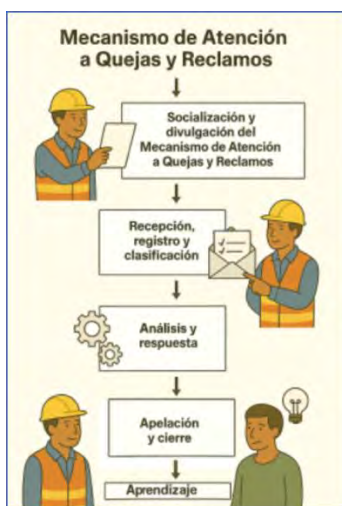 Mecanismo de Atención
a Quejas y Reclamos
Socialización y
divulgación del
Mecanismo de Atención
a Quejas y Reclamos
Recepción,
registro y
clasificación
Análisis y
respuesta
Apelación
y cierre
Aprendizaje